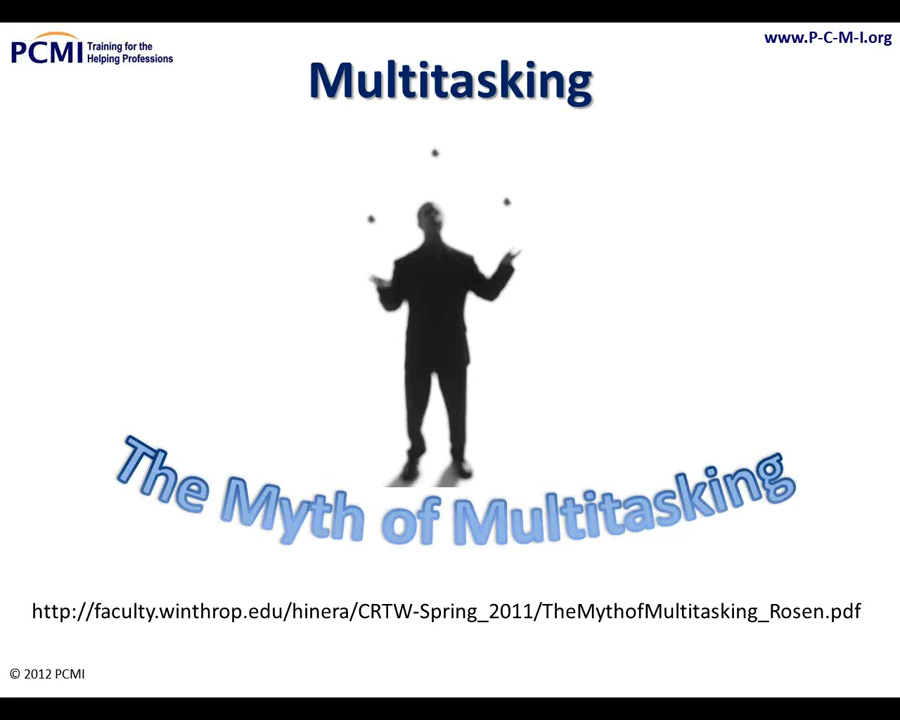 PCMI Training for the
Helping Professions
www.P-C-M-I.org
Multitasking
The Myth of Multitasking
http://faculty.winthrop.edu/hinera/CRTW-Spring_2011/TheMythofMultitasking_Rosen.pdf
© 2012 PCMI